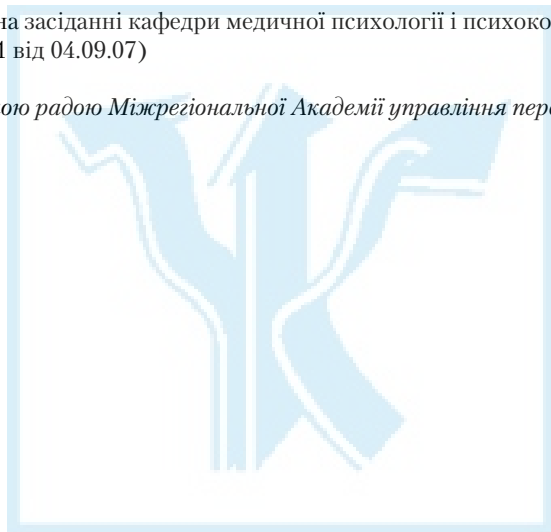 на засіданні кафедри медичної психології і психоко
1 від 04.09.07)
ою радою Міжрегіональної Академії управління пер